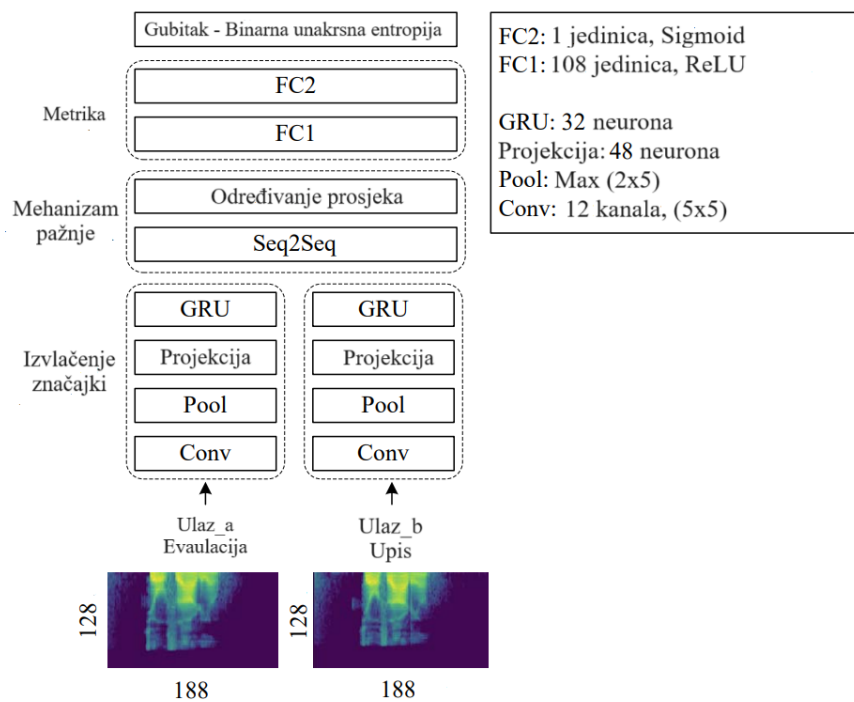 Gubitak - Binarna unakrsna entropija
Metrika
FC2
FC1
Mehanizam
pažnje
Određivanje prosjeka
Seq2Seq
Izvlačenje
značajki
GRU
Projekcija
Pool
Conv
GRU
Projekcija
Pool
Conv
Ulaz_a
Evaulacija
Ulaz_b
Upis
128
188
128
188
FC2: 1 jedinica, Sigmoid
FC1: 108 jedinica, ReLU
GRU: 32 neurona
Projekcija: 48 neurona
Pool: Max (2x5)
Conv: 12 kanala, (5x5)